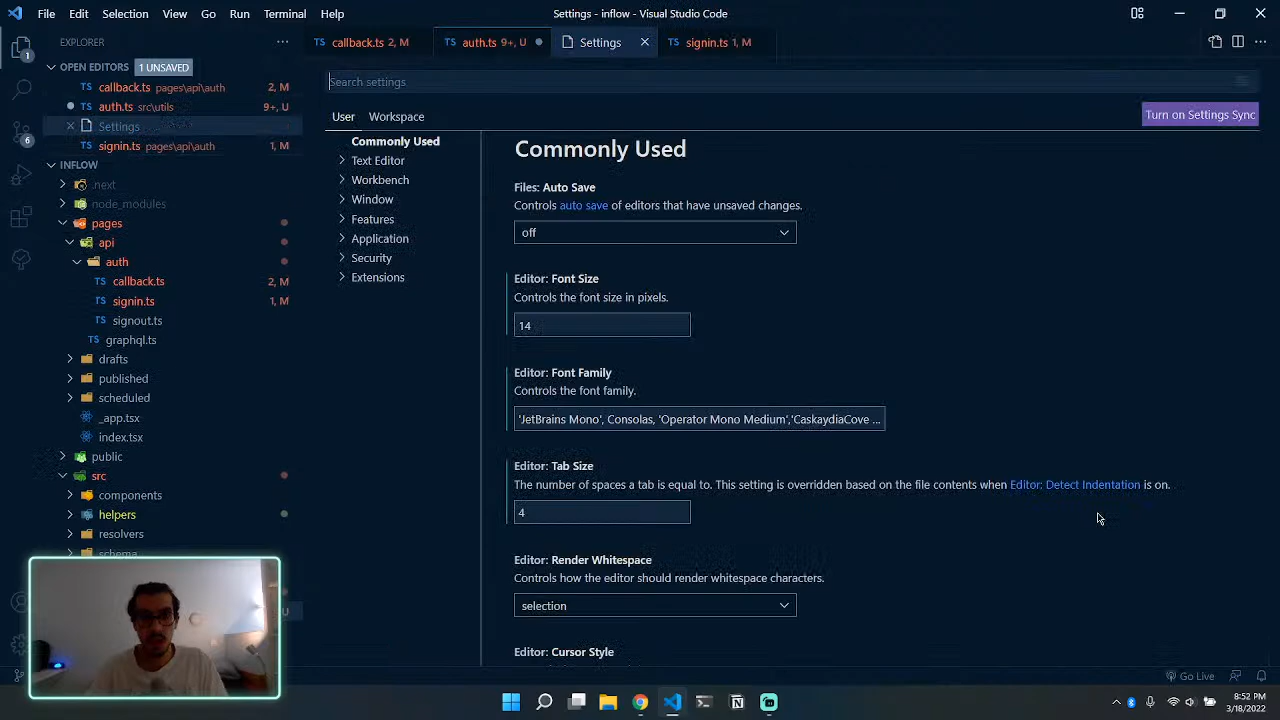 File Edit Selection View Go Run Terminal Help
Settings - inflow - Visual Studio Code
EXPLORER
callback.ts 2, M
auth.ts 9+, U
Settings
signin.ts 1, M
OPEN EDITORS 1 UNSAVED
callback.ts pages\api\auth 2, M
auth.ts src\utils 9+, U
Settings
signin.ts pages\api\auth 1, M
INFLOW
.next
node_modules
pages
api
auth
callback.ts 2, M
signin.ts 1, M
signout.ts
graphql.ts
drafts
published
scheduled
_app.tsx
index.tsx
public
src
components
helpers
resolvers
schema
U
1
6
Search settings
User Workspace
Turn on Settings Sync
Commonly Used
Text Editor
Workbench
Window
Features
Application
Security
Extensions
Commonly Used
Files: Auto Save
Controls auto save of editors that have unsaved changes.
off
Editor: Font Size
Controls the font size in pixels.
14
Editor: Font Family
Controls the font family.
'JetBrains Mono', Consolas, 'Operator Mono Medium','CaskaydiaCove ...
Editor: Tab Size
The number of spaces a tab is equal to. This setting is overridden based on the file contents when Editor: Detect Indentation is on.
4
Editor: Render Whitespace
Controls how the editor should render whitespace characters.
selection
Editor: Cursor Style
Go Live
8:52 PM
3/18/2022